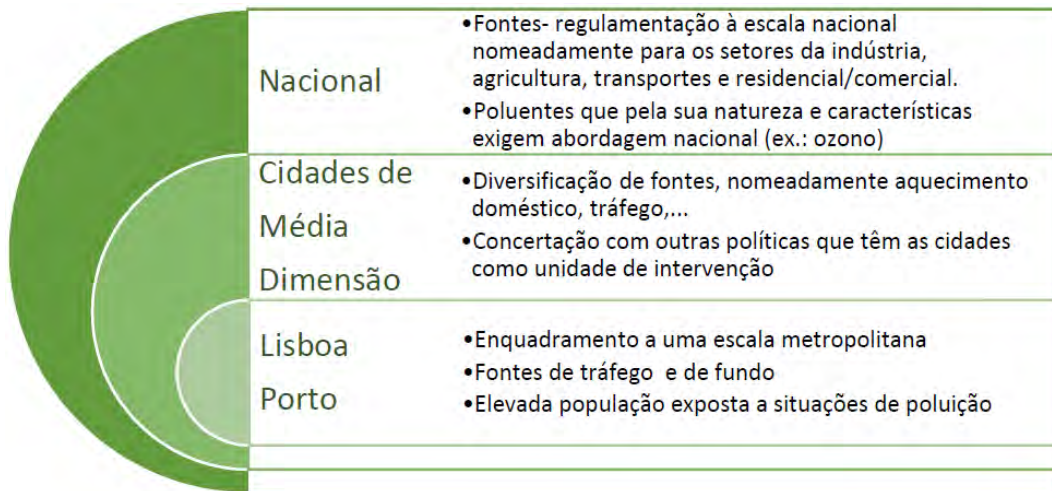 Nacional
•Fontes- regulamentação à escala nacional
nomeadamente para os setores da indústria,
agricultura, transportes e residencial/comercial.
•Poluentes que pela sua natureza e características
exigem abordagem nacional (ex.: ozono)
Cidades de
Média
Dimensão
•Diversificação de fontes, nomeadamente aquecimento
doméstico, tráfego,...
•Concertação com outras políticas que têm as cidades
como unidade de intervenção
Lisboa
Porto
•Enquadramento a uma escala metropolitana
•Fontes de tráfego e de fundo
•Elevada população exposta a situações de poluição